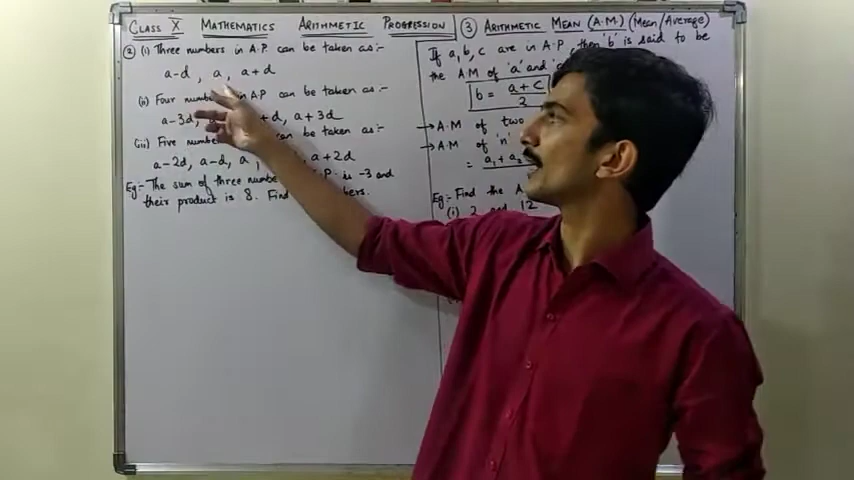 CLASS X MATHEMATICS ARITHMETIC PROGRESSION
② (i) Three numbers in A.P. can be taken as:-
a-d, a, a+d
(ii) Four numbers in A.P can be taken as:-
a-3d, +d, a+3d
(iii) Five can be taken as:-
a-2d, a-d, a, a+2d
Eg:- The sum of three P. is -3 and
their product is 8. Find
③ ARITHMETIC MEAN (A.M) (Mean/Average)
If a, b, c are in A.P, then 'b' is said to be
the A.M of 'a' and
b = a+c/2
→ A.M of two
→ A.M of 'n'
= a₁+a₂
Eg:- Find the A
(i) 2 and 12